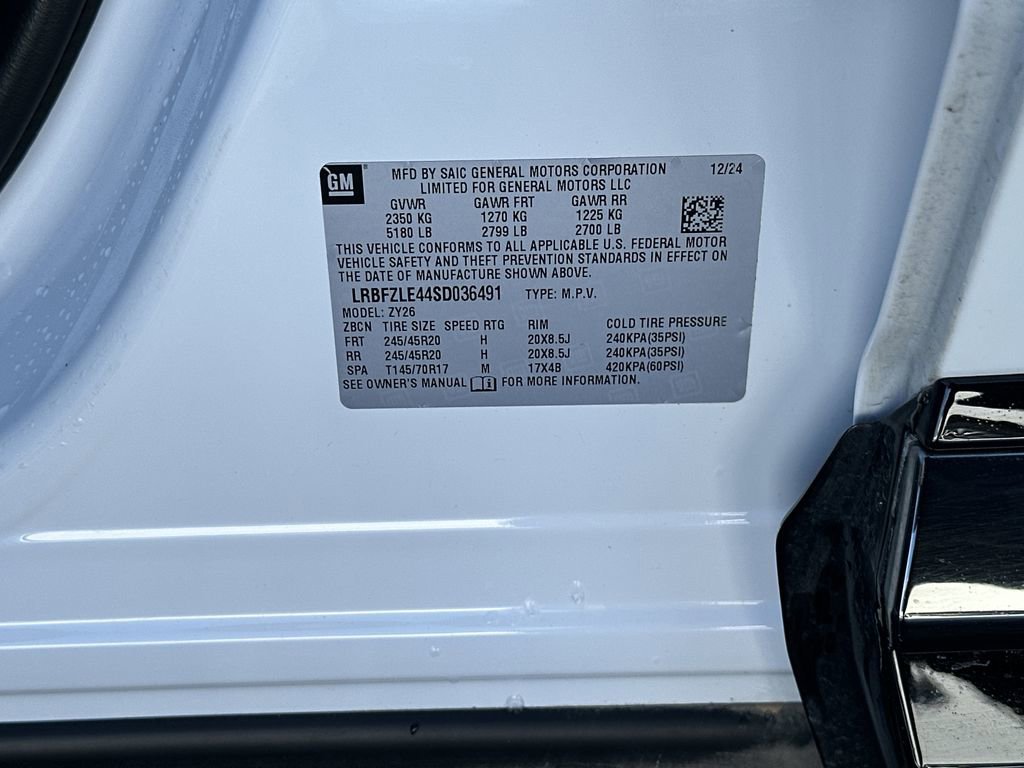 GM ® MFD BY SAIC GENERAL MOTORS CORPORATION 12/24
LIMITED FOR GENERAL MOTORS LLC
GVWR GAWR FRT GAWR RR
2350 KG 1270 KG 1225 KG
5180 LB 2799 LB 2700 LB
THIS VEHICLE CONFORMS TO ALL APPLICABLE U.S. FEDERAL MOTOR
VEHICLE SAFETY AND THEFT PREVENTION STANDARDS IN EFFECT ON
THE DATE OF MANUFACTURE SHOWN ABOVE.
LRBFZLE44SD036491 TYPE: M.P.V.
MODEL: ZY26
ZBCN TIRE SIZE SPEED RTG RIM COLD TIRE PRESSURE
FRT 245/45R20 H 20X8.5J 240KPA(35PSI)
RR 245/45R20 H 20X8.5J 240KPA(35PSI)
SPA T145/70R17 M 17X4B 420KPA(60PSI)
SEE OWNER'S MANUAL FOR MORE INFORMATION.